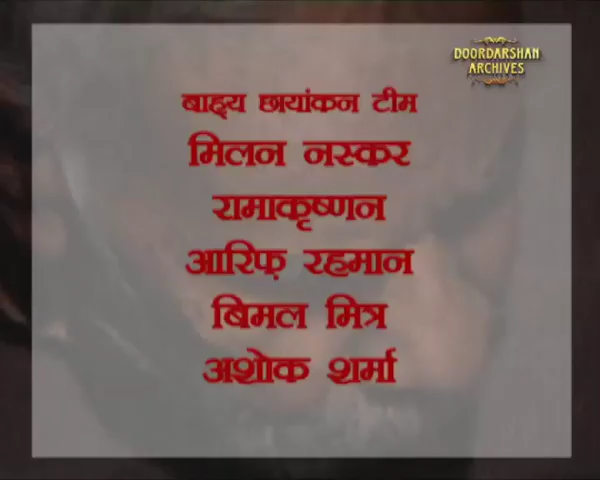 DOORDARSHAN
ARCHIVES
बाह्य छायांकन टीम
मिलन नस्कर
रामाकृष्णन
आरिफ़ रहमान
बिमल मित्र
अशोक शर्मा